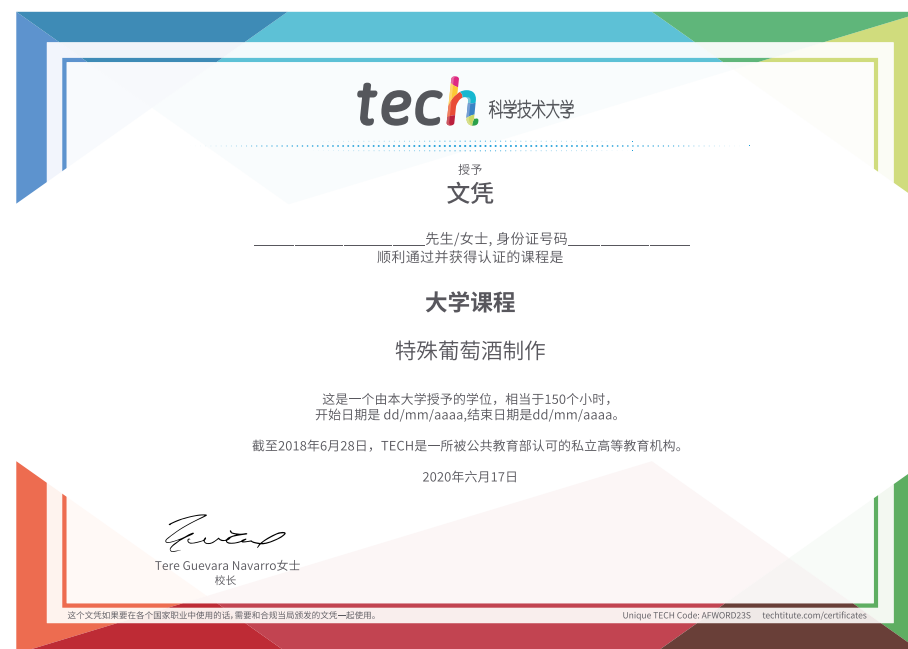 tech 科学技术大学
授予
文凭
先生/女士, 身份证号码
顺利通过并获得认证的课程是
大学课程
特殊葡萄酒制作
这是一个由本大学授予的学位，相当于150个小时，
开始日期是 dd/mm/aaaa,结束日期是dd/mm/aaaa。
截至2018年6月28日，TECH是一所被公共教育部认可的私立高等教育机构。
2020年六月17日
Tere Guevara Navarro女士
校长
这个文凭如果要在各个国家职业中使用的话,需要和合规当局颁发的文凭一起使用。
Unique TECH Code: AFWORD23S techtitute.com/certificates